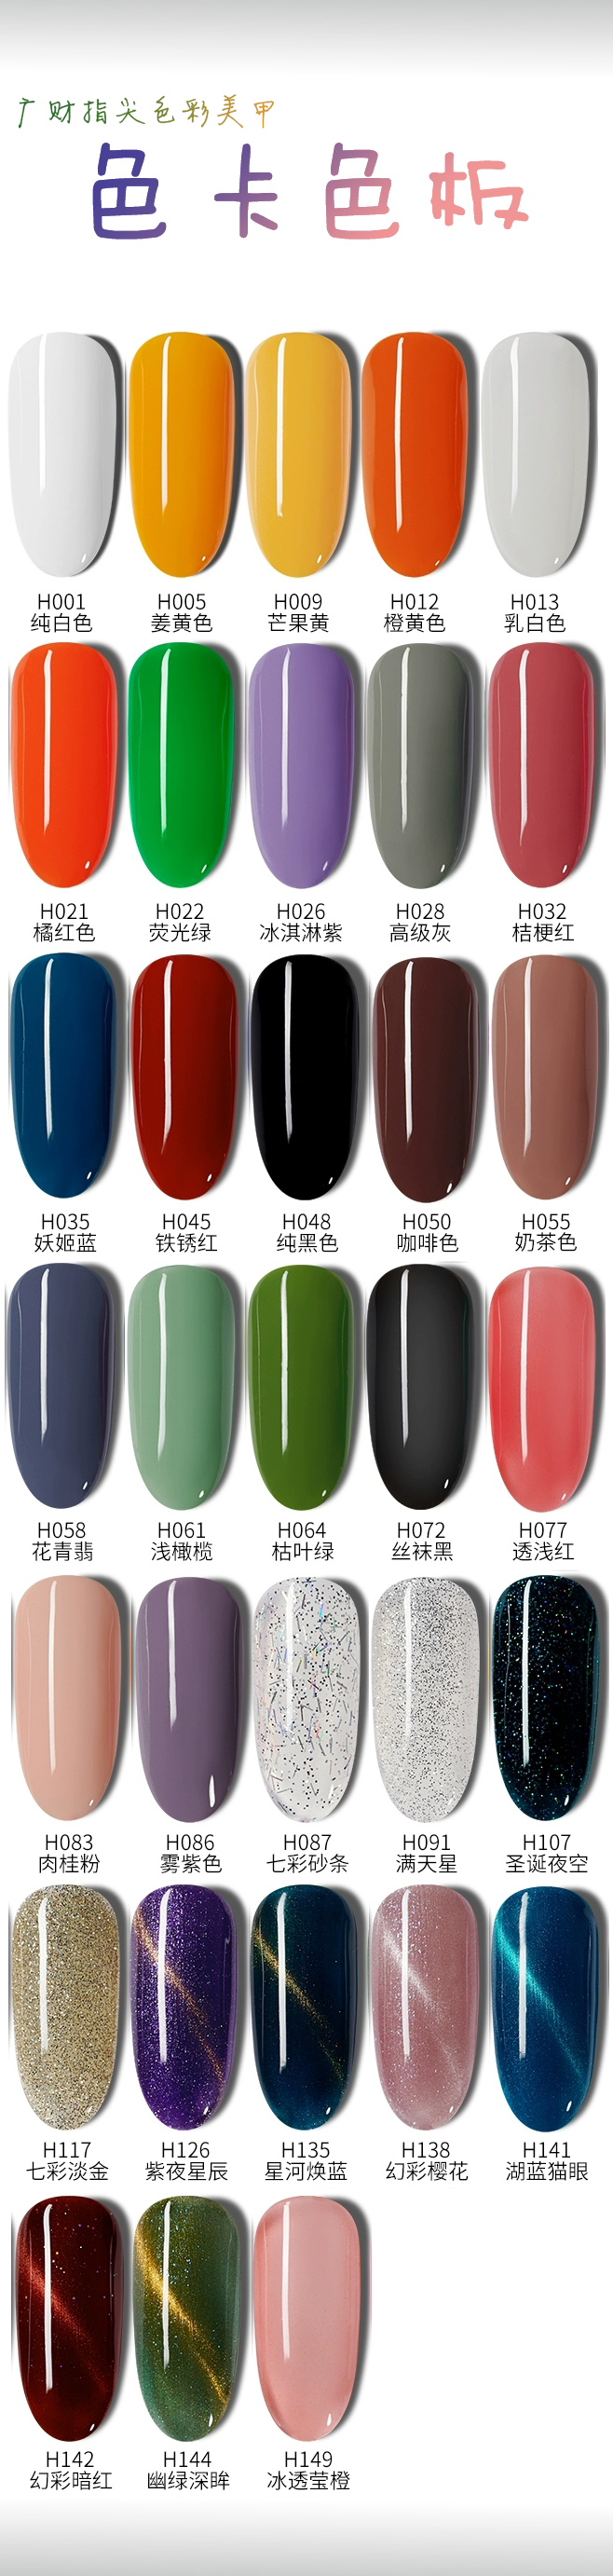 广财指尖色彩美甲
色卡色板
H001 H005 H009 H012 H013
纯白色 姜黄色 芒果黄 橙黄色 乳白色
H021 H022 H026 H028 H032
橘红色 荧光绿 冰淇淋紫 高级灰 桔梗红
H035 H045 H048 H050 H055
妖姬蓝 铁锈红 纯黑色 咖啡色 奶茶色
H058 H061 H064 H072 H077
花青翡 浅橄榄 枯叶绿 丝袜黑 透浅红
H083 H086 H087 H091 H107
肉桂粉 雾紫色 七彩砂条 满天星 圣诞夜空
H117 H126 H135 H138 H141
七彩淡金 紫夜星辰 星河焕蓝 幻彩樱花 湖蓝猫眼
H142 H144 H149
幻彩暗红 幽绿深眸 冰透莹橙